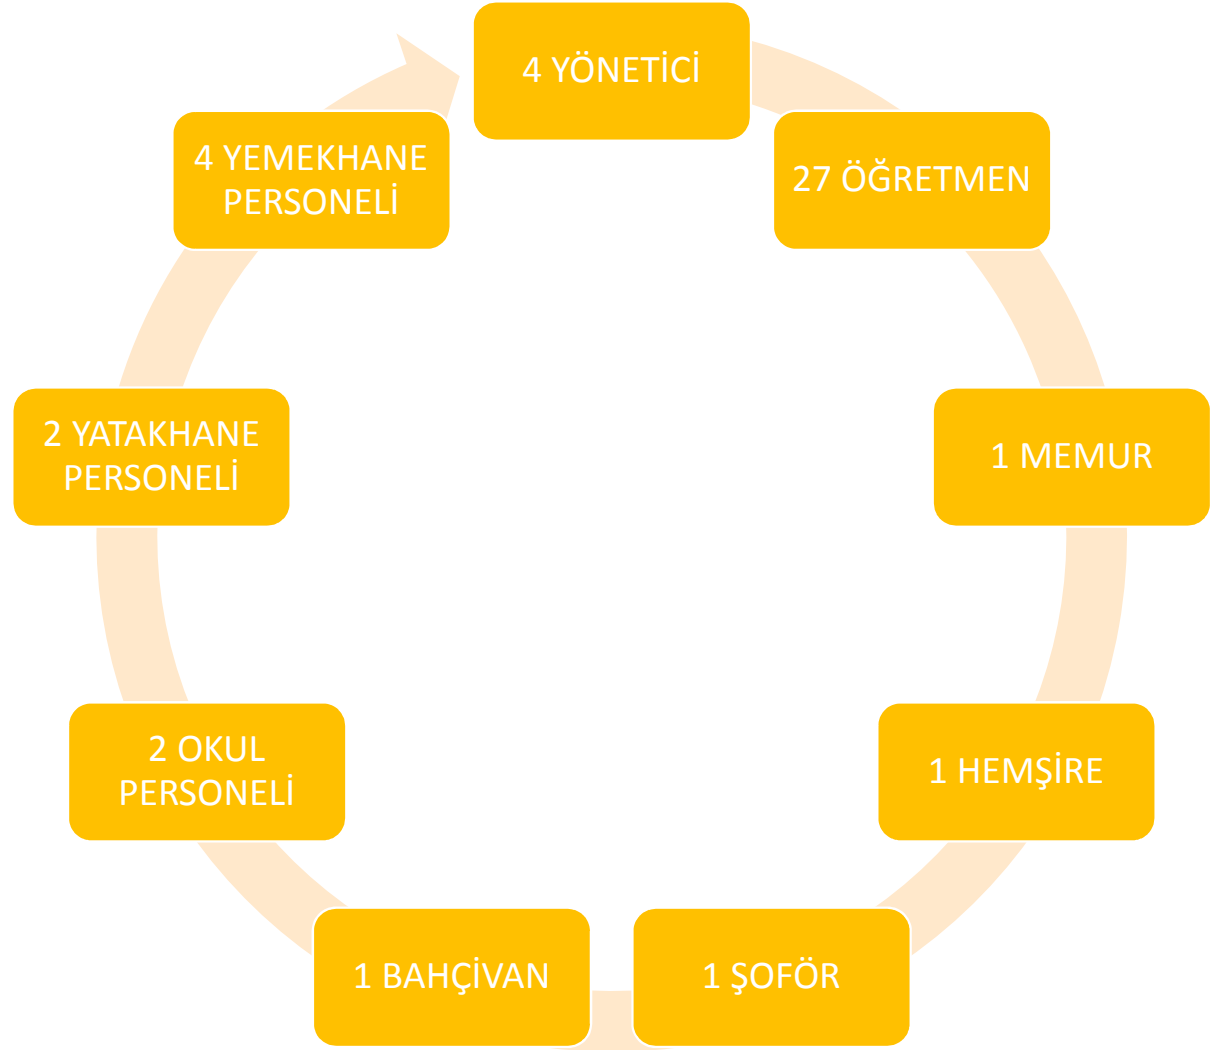 4 YÖNETİCİ
27 ÖĞRETMEN
1 MEMUR
1 HEMŞİRE
1 ŞOFÖR
1 BAHÇİVAN
2 OKUL
PERSONELİ
2 YATAKHANE
PERSONELİ
4 YEMEKHANE
PERSONELİ